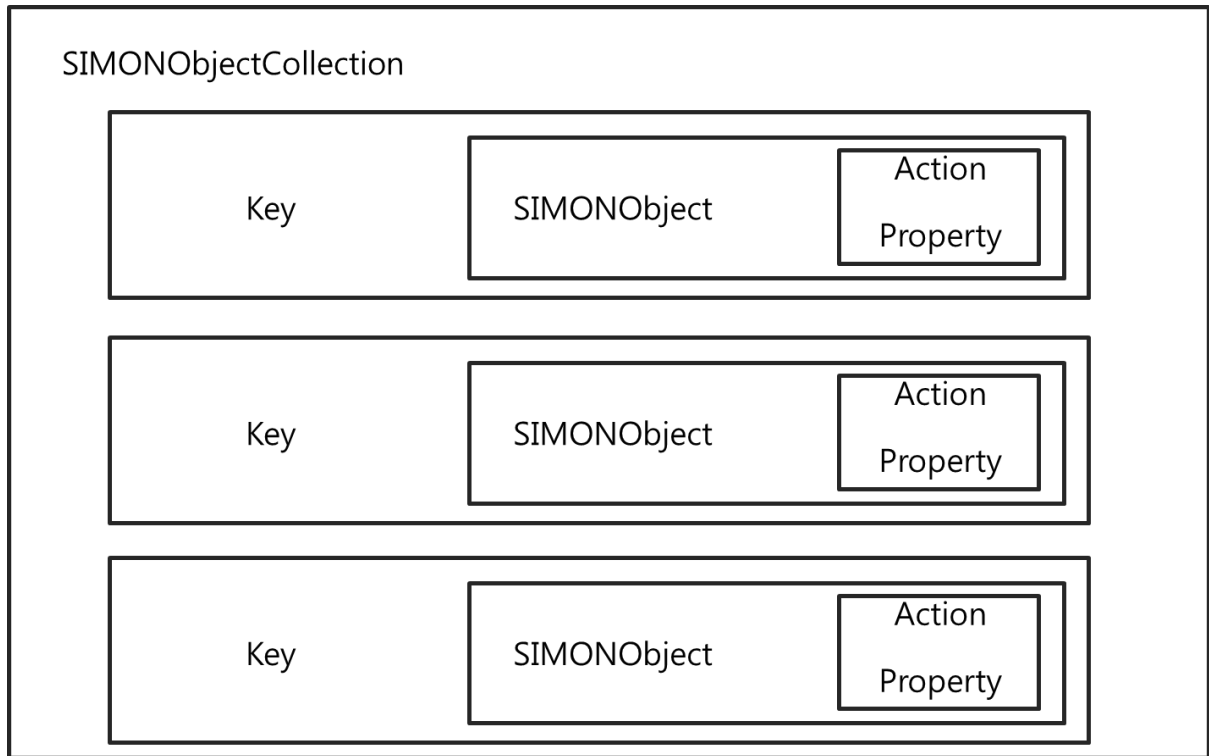 SIMONObjectCollection
Key
SIMONObject
Action
Property
Key
SIMONObject
Action
Property
Key
SIMONObject
Action
Property